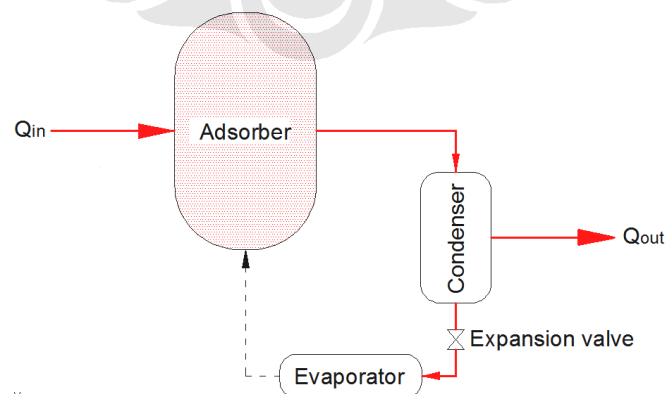 Qin
Adsorber
Condenser
Qout
Expansion valve
Evaporator